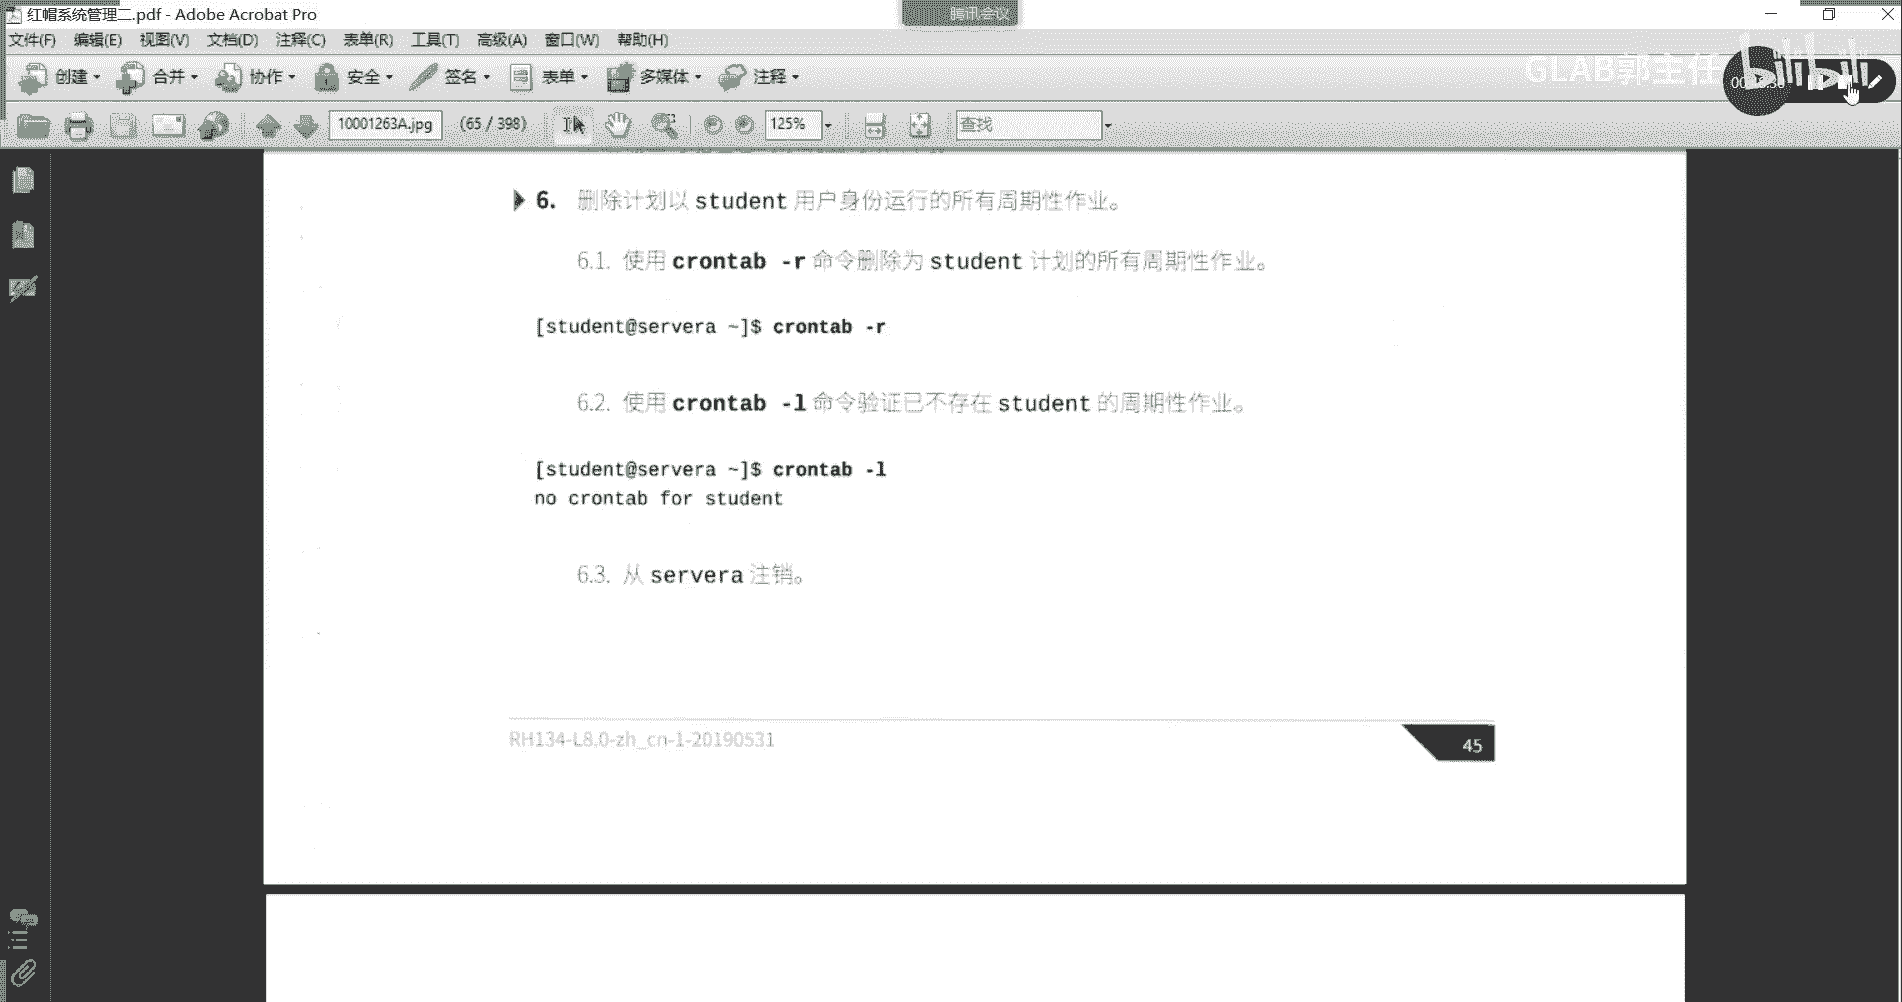 红帽系统管理二.pdf - Adobe Acrobat Pro
腾讯会议
文件(F) 编辑(E) 视图(V) 文档(D) 注释(C) 表单(R) 工具(T) 高级(A) 窗口(W) 帮助(H)
创建 合并 协作 安全 签名 表单 多媒体 注释
GLAB郭主任 bilibili
10001263A.jpg (65 / 398) 125% 查找
6. 删除计划以 student 用户身份运行的所有周期性作业。
6.1. 使用 crontab -r 命令删除为 student 计划的所有周期性作业。
[student@servera ~]$ crontab -r
6.2. 使用 crontab -l 命令验证已不存在 student 的周期性作业。
[student@servera ~]$ crontab -l
no crontab for student
6.3. 从 servera 注销。
RH134-L8.0-zh_cn-1-20190531
45